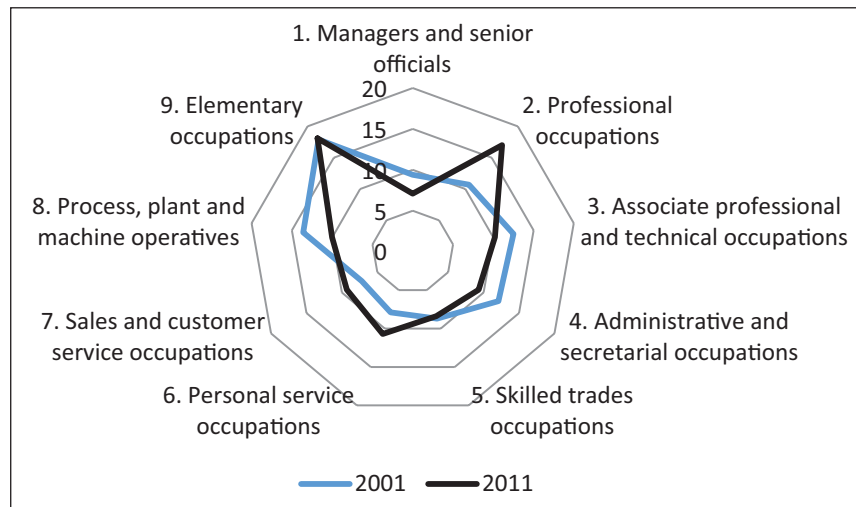 1. Managers and senior
officials
20
2. Professional
occupations
15
9. Elementary
occupations
10
8. Process, plant and
machine operatives
5
3. Associate professional
and technical occupations
0
7. Sales and customer
service occupations
4. Administrative and
secretarial occupations
6. Personal service
occupations
5. Skilled trades
occupations
2001
2011